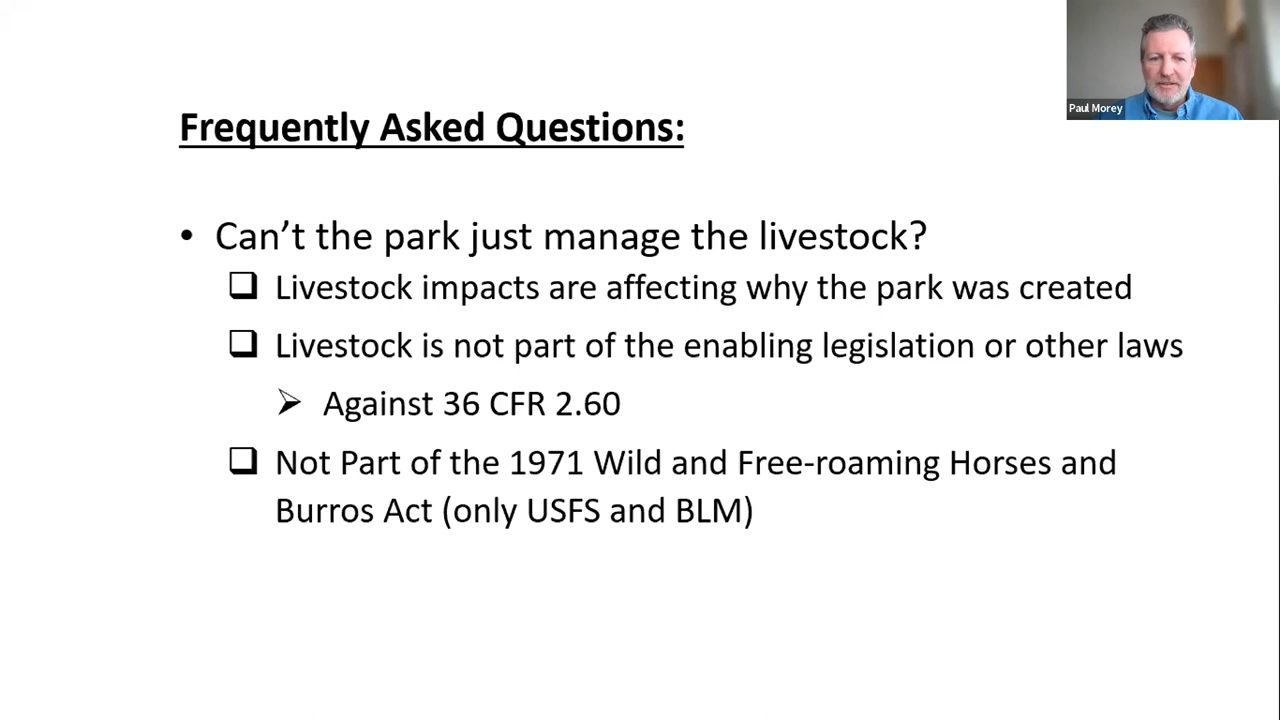 Paul Morey
Frequently Asked Questions:
• Can’t the park just manage the livestock?
❑ Livestock impacts are affecting why the park was created
❑ Livestock is not part of the enabling legislation or other laws
➢ Against 36 CFR 2.60
❑ Not Part of the 1971 Wild and Free-roaming Horses and
Burros Act (only USFS and BLM)